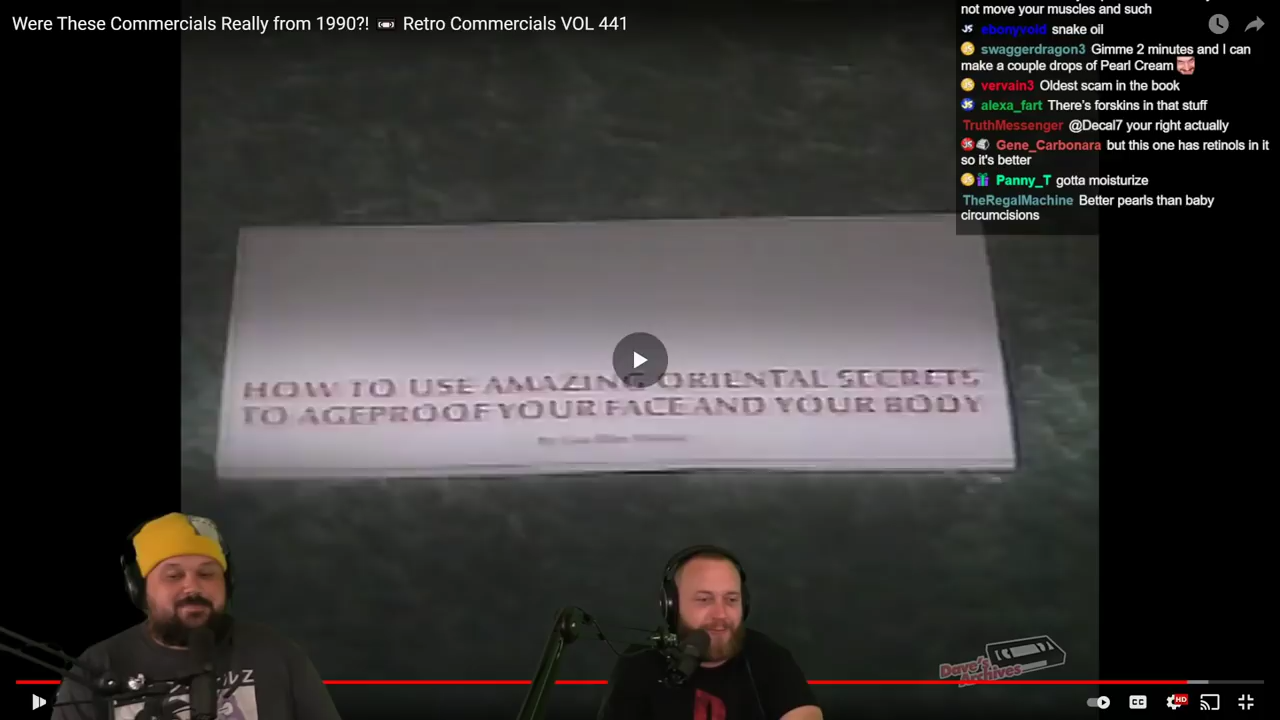 Were These Commercials Really from 1990?! 📼 Retro Commercials VOL 441
not move your muscles and such
ebonyvoid snake oil
swaggerdragon3 Gimme 2 minutes and I can
make a couple drops of Pearl Cream
vervain3 Oldest scam in the book
alexa_fart There's forskins in that stuff
TruthMessenger @Decal7 your right actually
Gene_Carbonara but this one has retinols in it
so it's better
Panny_T gotta moisturize
TheRegalMachine Better pearls than baby
circumcisions
HOW TO USE AMAZING ORIENTAL SECRETS
TO AGEPROOF YOUR FACE AND YOUR BODY
Dave's
Archives
CC
HD